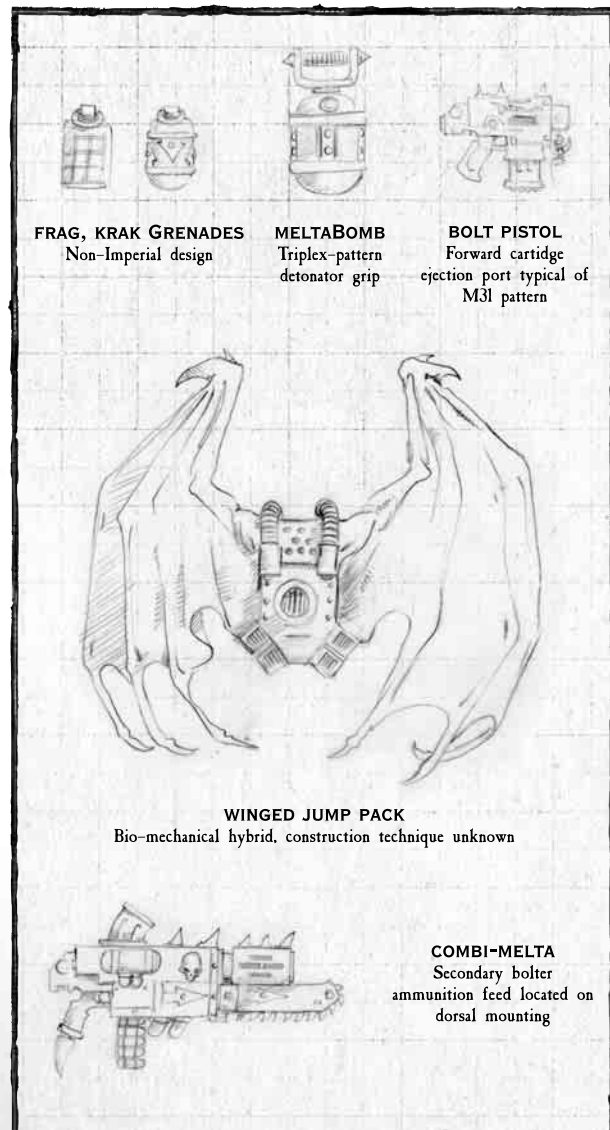 FRAG, KRAK GRENADES
Non-Imperial design
MELTABOMB
Triplex-pattern
detonator grip
BOLT PISTOL
Forward cartidge
ejection port typical of
M31 pattern
WINGED JUMP PACK
Bio-mechanical hybrid, construction technique unknown
COMBI-MELTA
Secondary bolter
ammunition feed located on
dorsal mounting